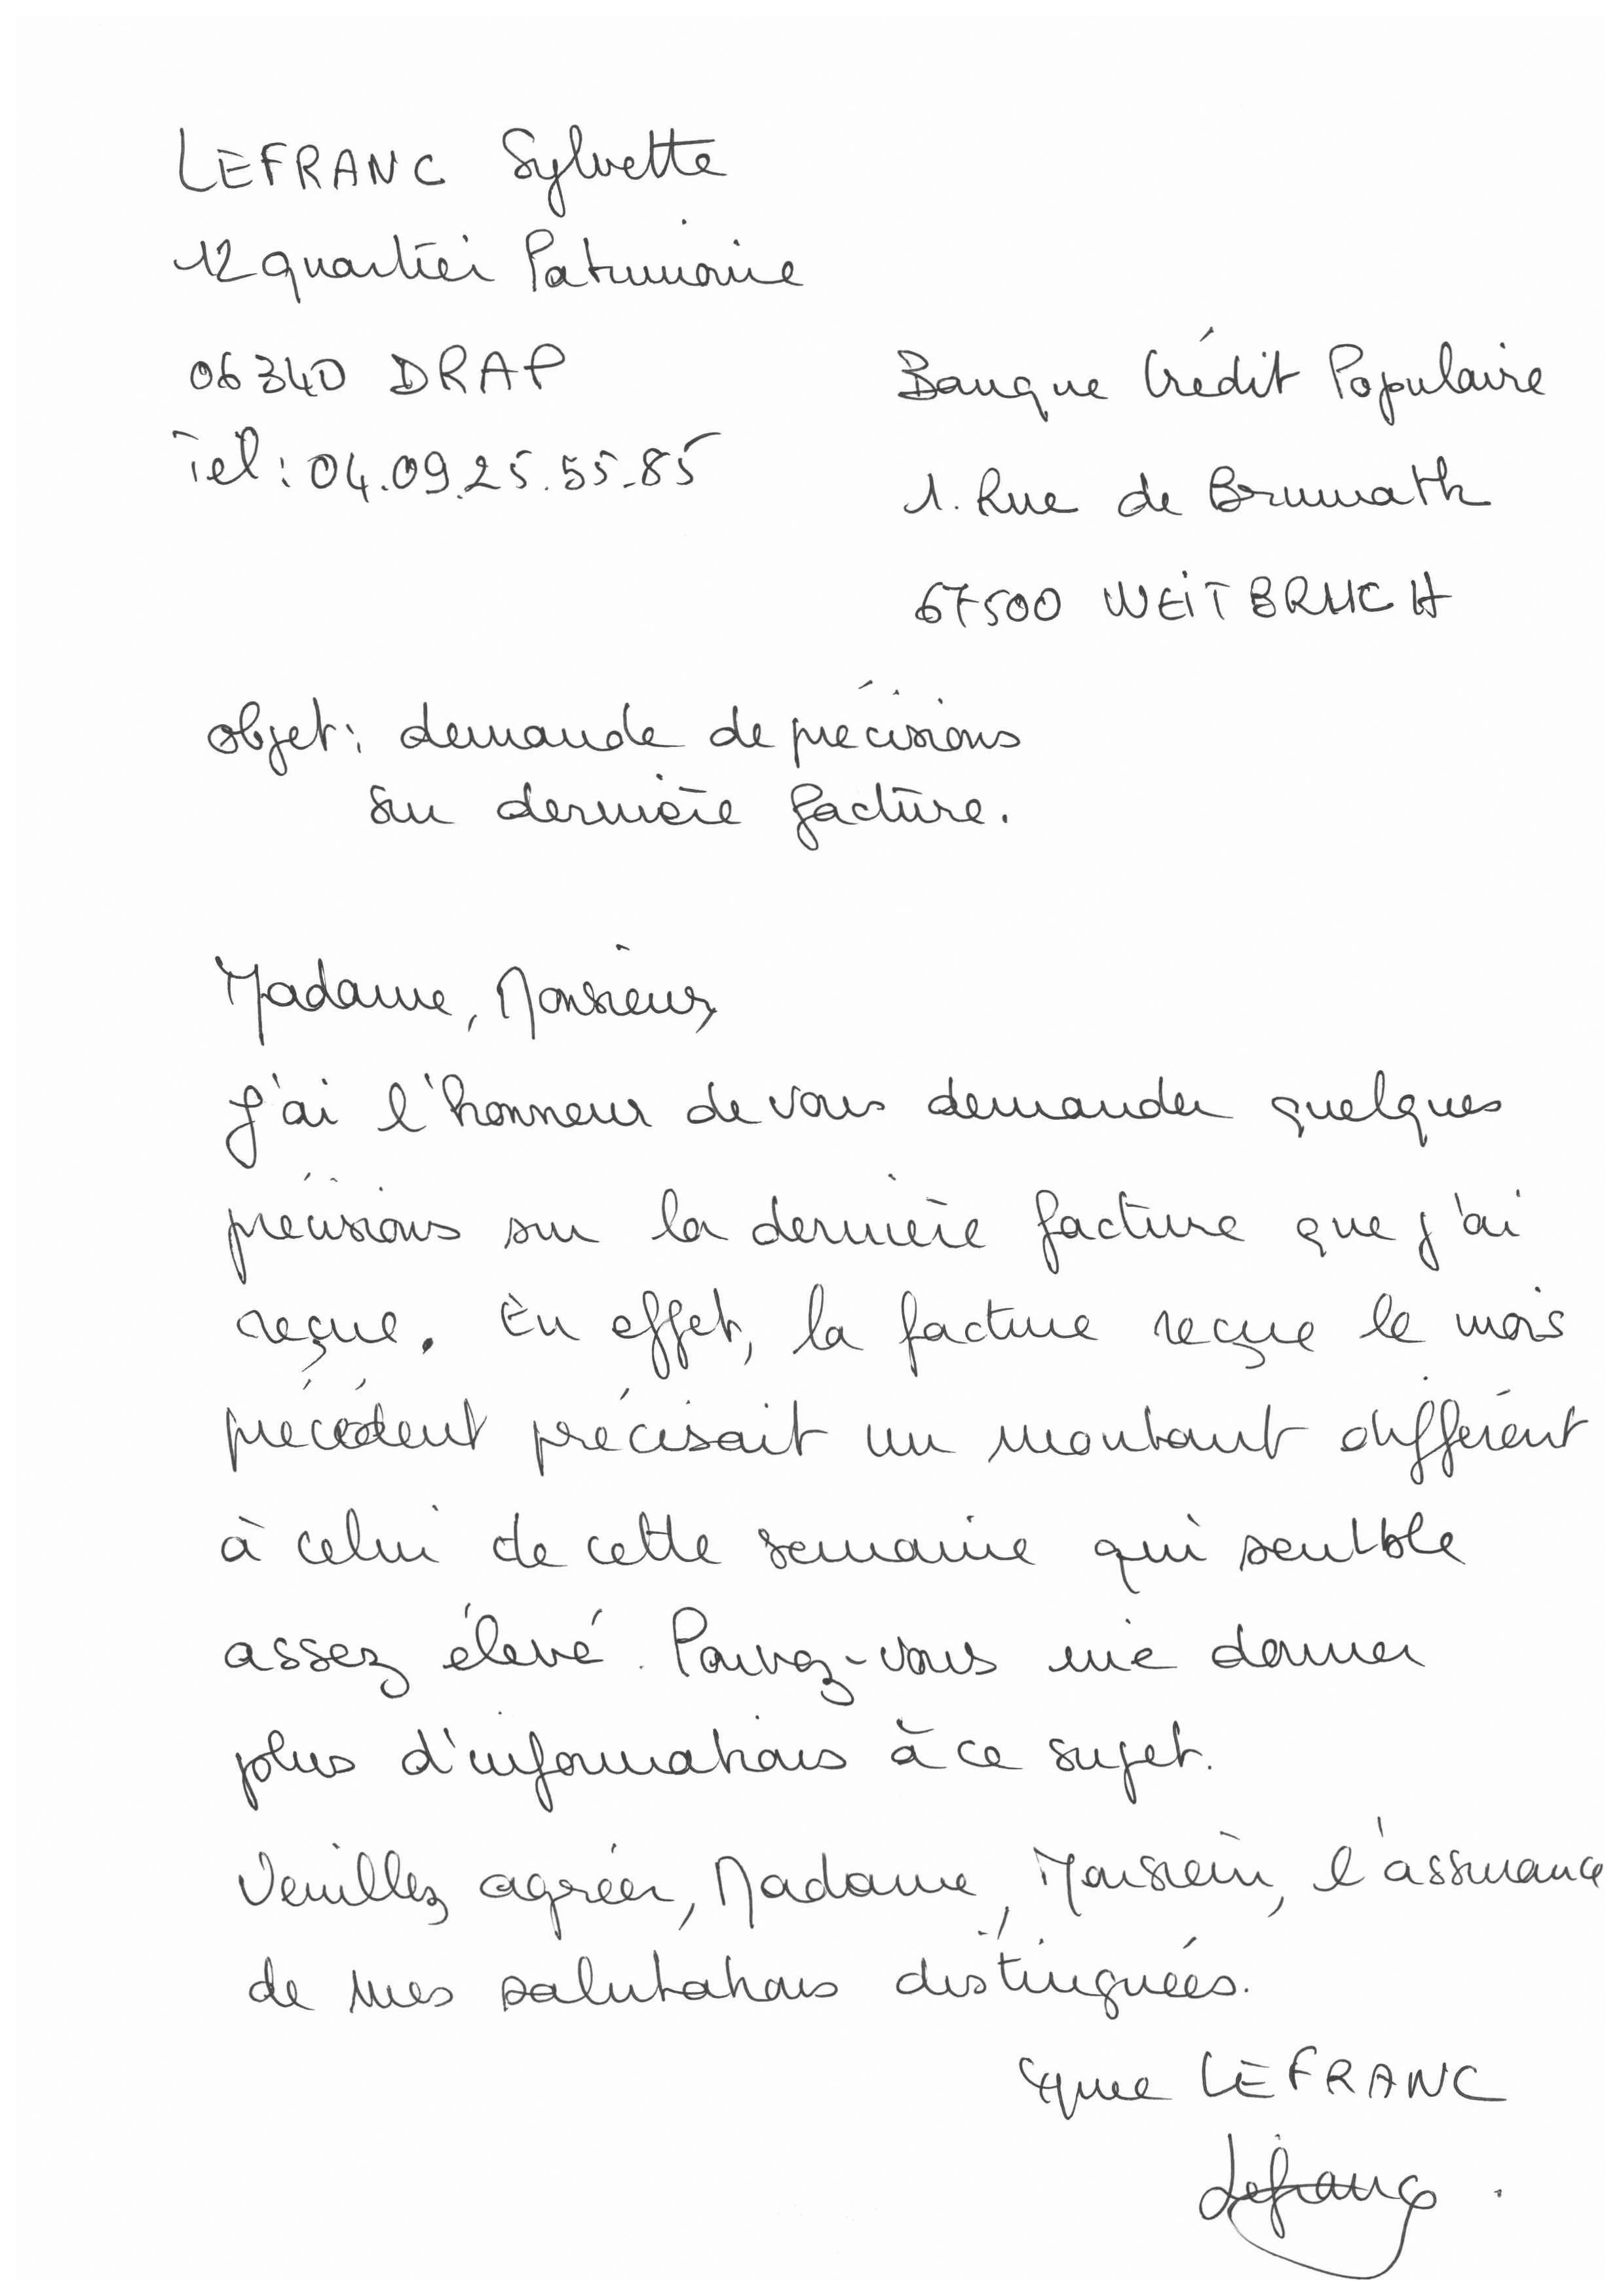 LEFRANC Sylvette
12 quartier Patrimoine
06340 DRAP
Tel : 04.09.25.55.85
Banque Crédit Populaire
1. Rue de Brumath
67500 WEITBRUCH
objet : demande de précisions
sur dernière facture.
Madame, Monsieur,
J'ai l'honneur de vous demander quelques
précisions sur la dernière facture que j'ai
reçue. En effet, la facture reçue le mois
précédent précisait un montant différent
à celui de cette semaine qui semble
assez élevé. Pouvez-vous me donner
plus d'informations à ce sujet.
Veuillez agréer, Madame, Monsieur, l'assurance
de mes salutations distinguées.
Mme LEFRANC
Lefranc